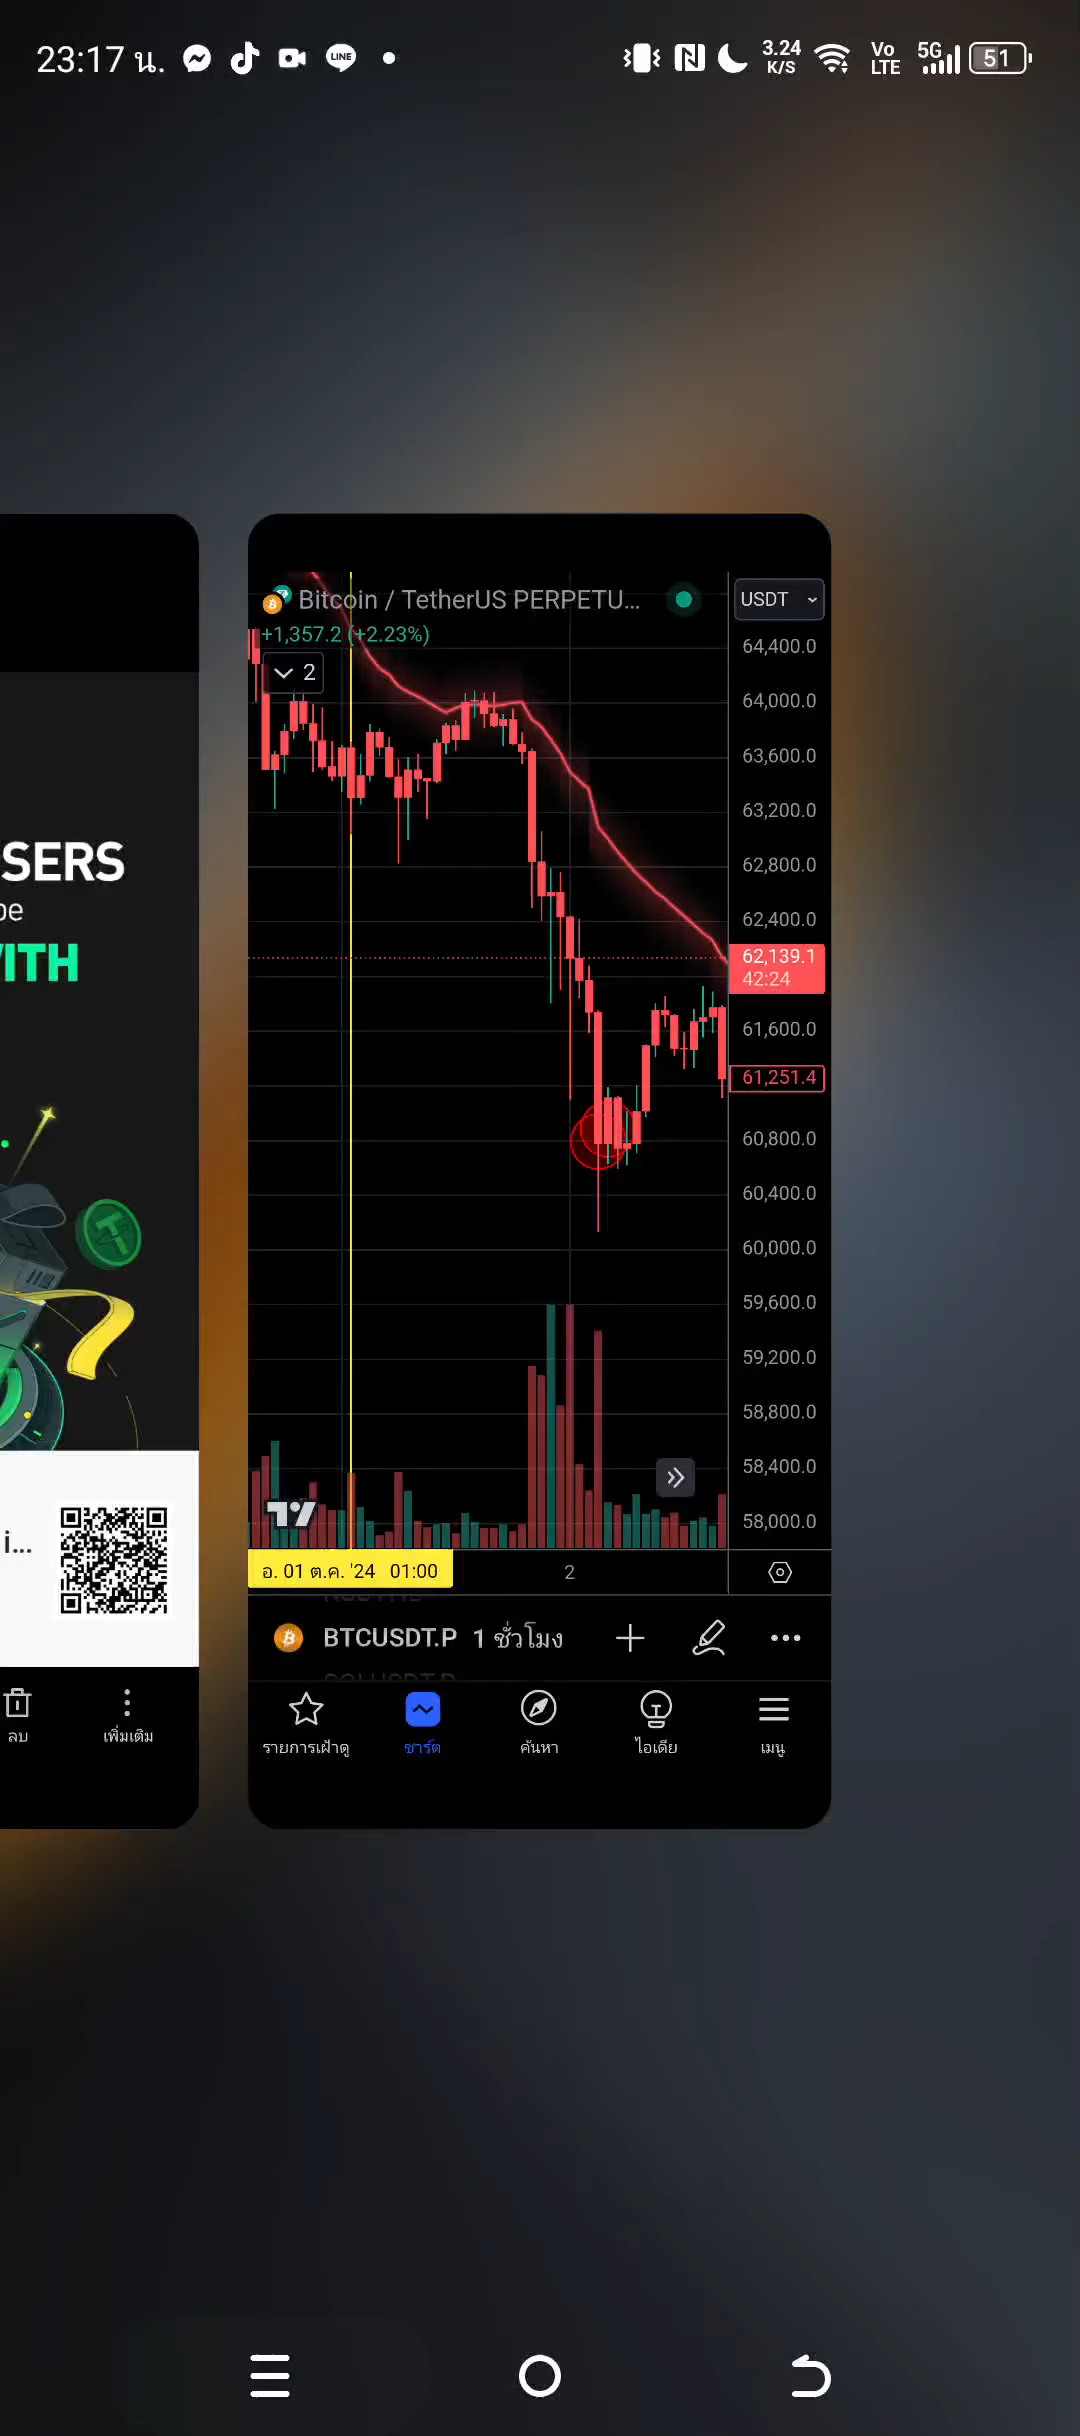 23:17 น.
3.24
K/S
Vo
LTE
5G
51
Bitcoin / TetherUS PERPETU...
USDT
+1,357.2 (+2.23%)
2
64,400.0
64,000.0
63,600.0
63,200.0
62,800.0
62,400.0
62,139.1
42:24
61,600.0
61,251.4
60,800.0
60,400.0
60,000.0
59,600.0
59,200.0
58,800.0
58,400.0
58,000.0
SERS
ITH
i...
อ. 01 ต.ค. '24 01:00
2
BTCUSDT.P 1 ชั่วโมง
ลบ
เพิ่มเติม
รายการเฝ้าดู
ชาร์ต
ค้นหา
ไอเดีย
เมนู
LINE